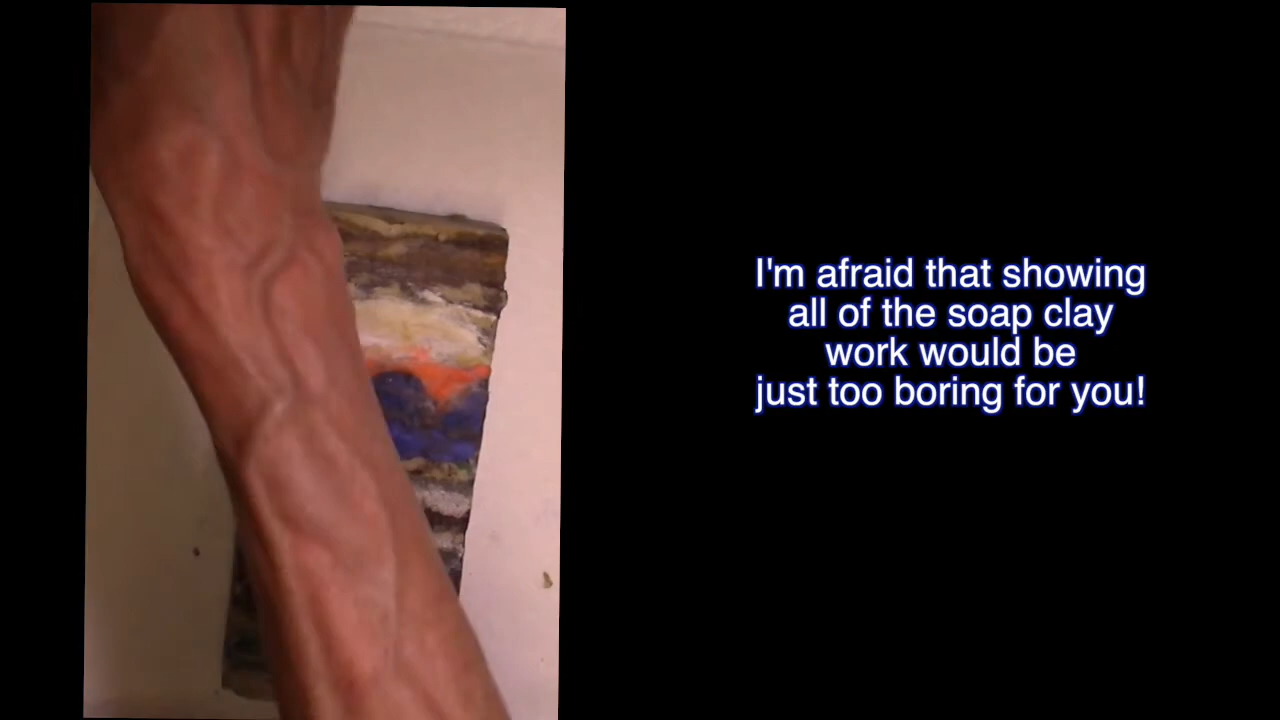 I'm afraid that showing
all of the soap clay
work would be
just too boring for you!